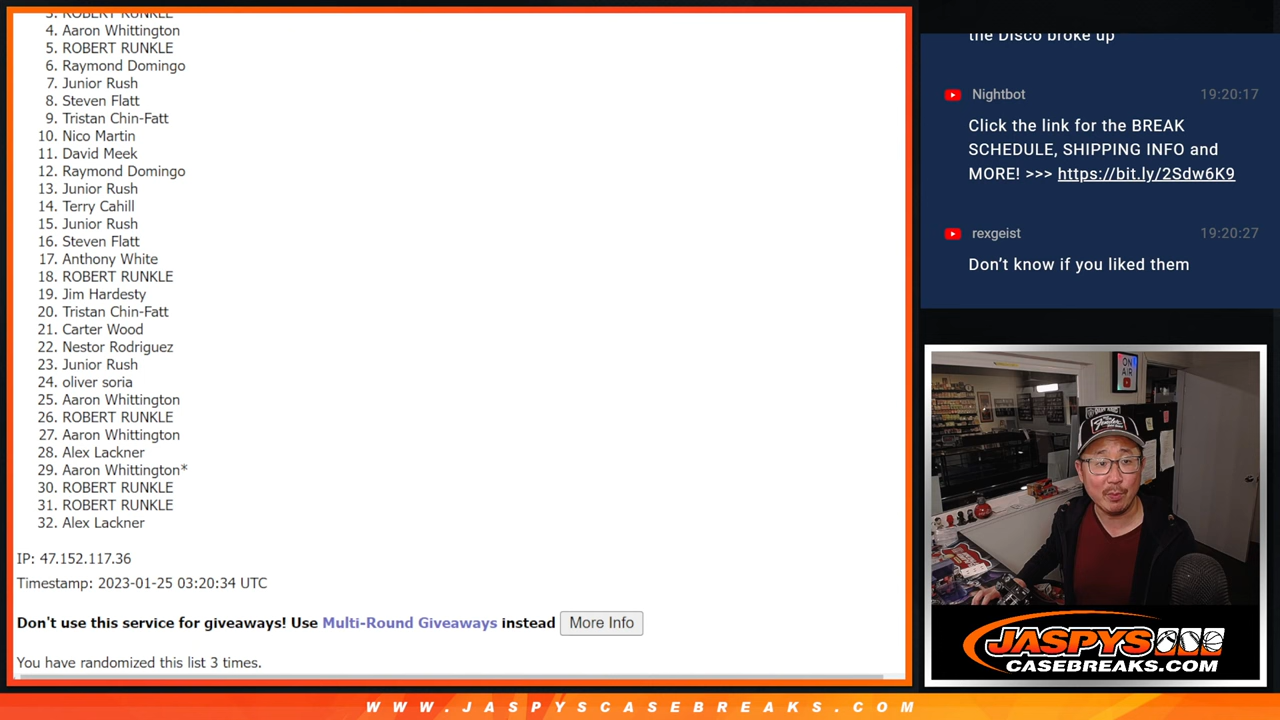 3. ROBERT RUNKLE
4. Aaron Whittington
5. ROBERT RUNKLE
6. Raymond Domingo
7. Junior Rush
8. Steven Flatt
9. Tristan Chin-Fatt
10. Nico Martin
11. David Meek
12. Raymond Domingo
13. Junior Rush
14. Terry Cahill
15. Junior Rush
16. Steven Flatt
17. Anthony White
18. ROBERT RUNKLE
19. Jim Hardesty
20. Tristan Chin-Fatt
21. Carter Wood
22. Nestor Rodriguez
23. Junior Rush
24. oliver soria
25. Aaron Whittington
26. ROBERT RUNKLE
27. Aaron Whittington
28. Alex Lackner
29. Aaron Whittington*
30. ROBERT RUNKLE
31. ROBERT RUNKLE
32. Alex Lackner
IP: 47.152.117.36
Timestamp: 2023-01-25 03:20:34 UTC
Don't use this service for giveaways! Use Multi-Round Giveaways instead More Info
You have randomized this list 3 times.
the Disco broke up
Nightbot 19:20:17
Click the link for the BREAK
SCHEDULE, SHIPPING INFO and
MORE! >>> https://bit.ly/2Sdw6K9
rexgeist 19:20:27
Don't know if you liked them
ON
AIR
JASPYS
CASEBREAKS.COM
WWW.JASPYSCASEBREAKS.COM